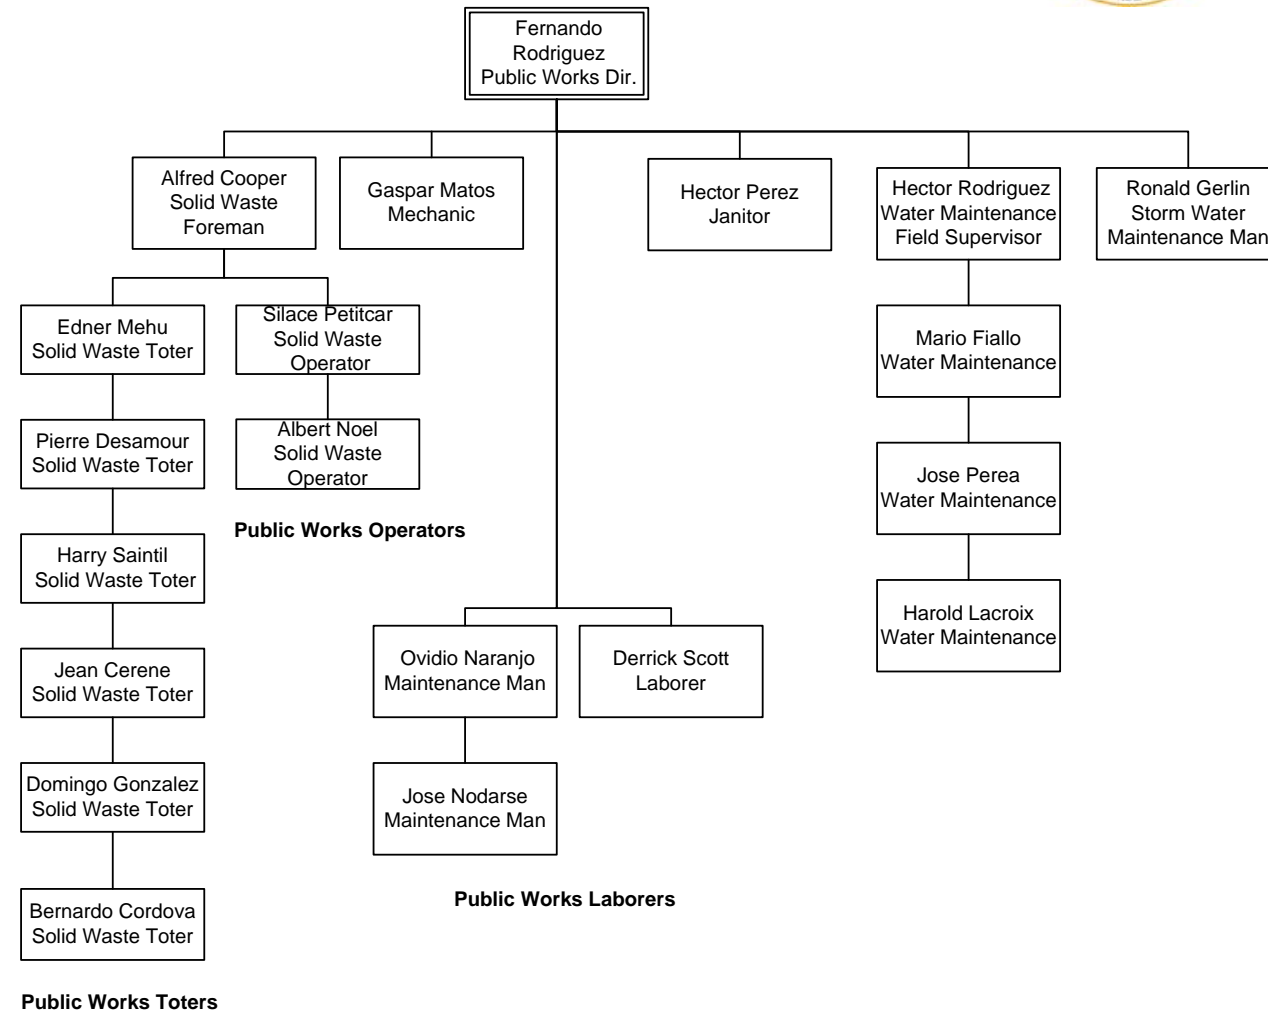 Fernando
Rodriguez
Public Works Dir.
Alfred Cooper
Solid Waste
Foreman
Gaspar Matos
Mechanic
Hector Perez
Janitor
Hector Rodriguez
Water Maintenance
Field Supervisor
Ronald Gerlin
Storm Water
Maintenance Man
Edner Mehu
Solid Waste Toter
Silace Petitcar
Solid Waste
Operator
Mario Fiallo
Water Maintenance
Pierre Desamour
Solid Waste Toter
Albert Noel
Solid Waste
Operator
Jose Perea
Water Maintenance
Public Works Operators
Harry Saintil
Solid Waste Toter
Harold Lacroix
Water Maintenance
Jean Cerene
Solid Waste Toter
Ovidio Naranjo
Maintenance Man
Derrick Scott
Laborer
Domingo Gonzalez
Solid Waste Toter
Jose Nodarse
Maintenance Man
Public Works Laborers
Bernardo Cordova
Solid Waste Toter
Public Works Toters